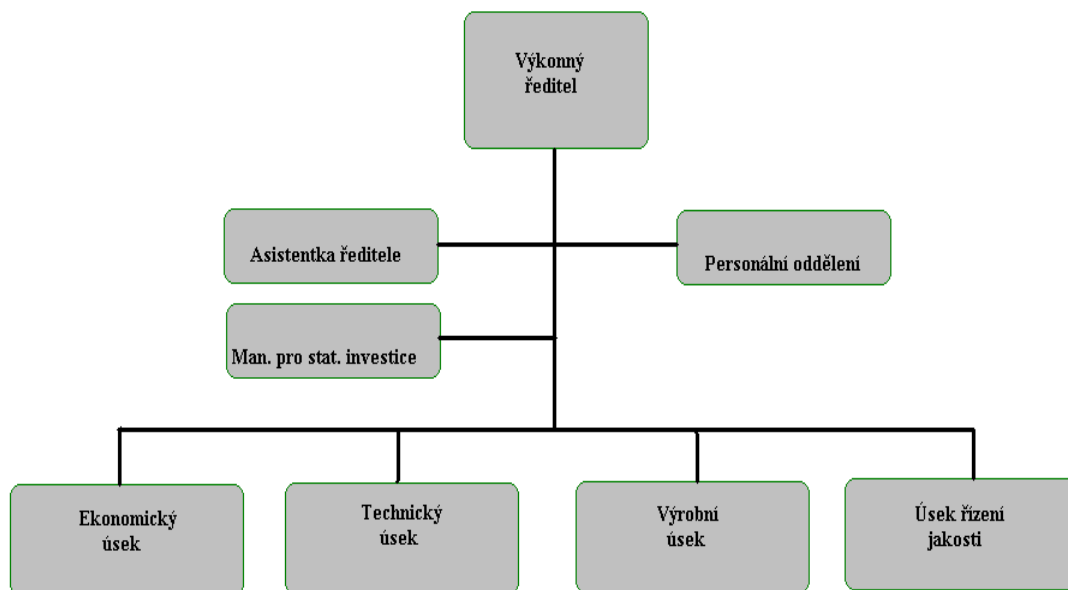 Výkonný
ředitel
Asistentka ředitele
Personální oddělení
Man. pro stat. investice
Ekonomický
úsek
Technický
úsek
Výrobní
úsek
Úsek řízení
jakosti